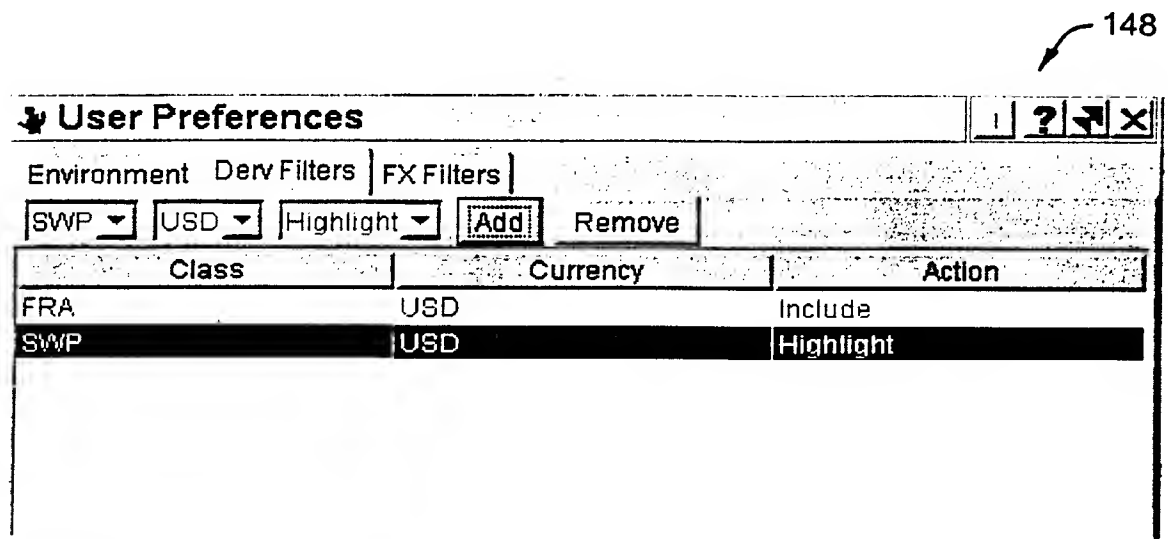 148
User Preferences
Environment Derv Filters FX Filters
SWP USD Highlight Add Remove
Class Currency Action
FRA USD Include
SWP USD Highlight